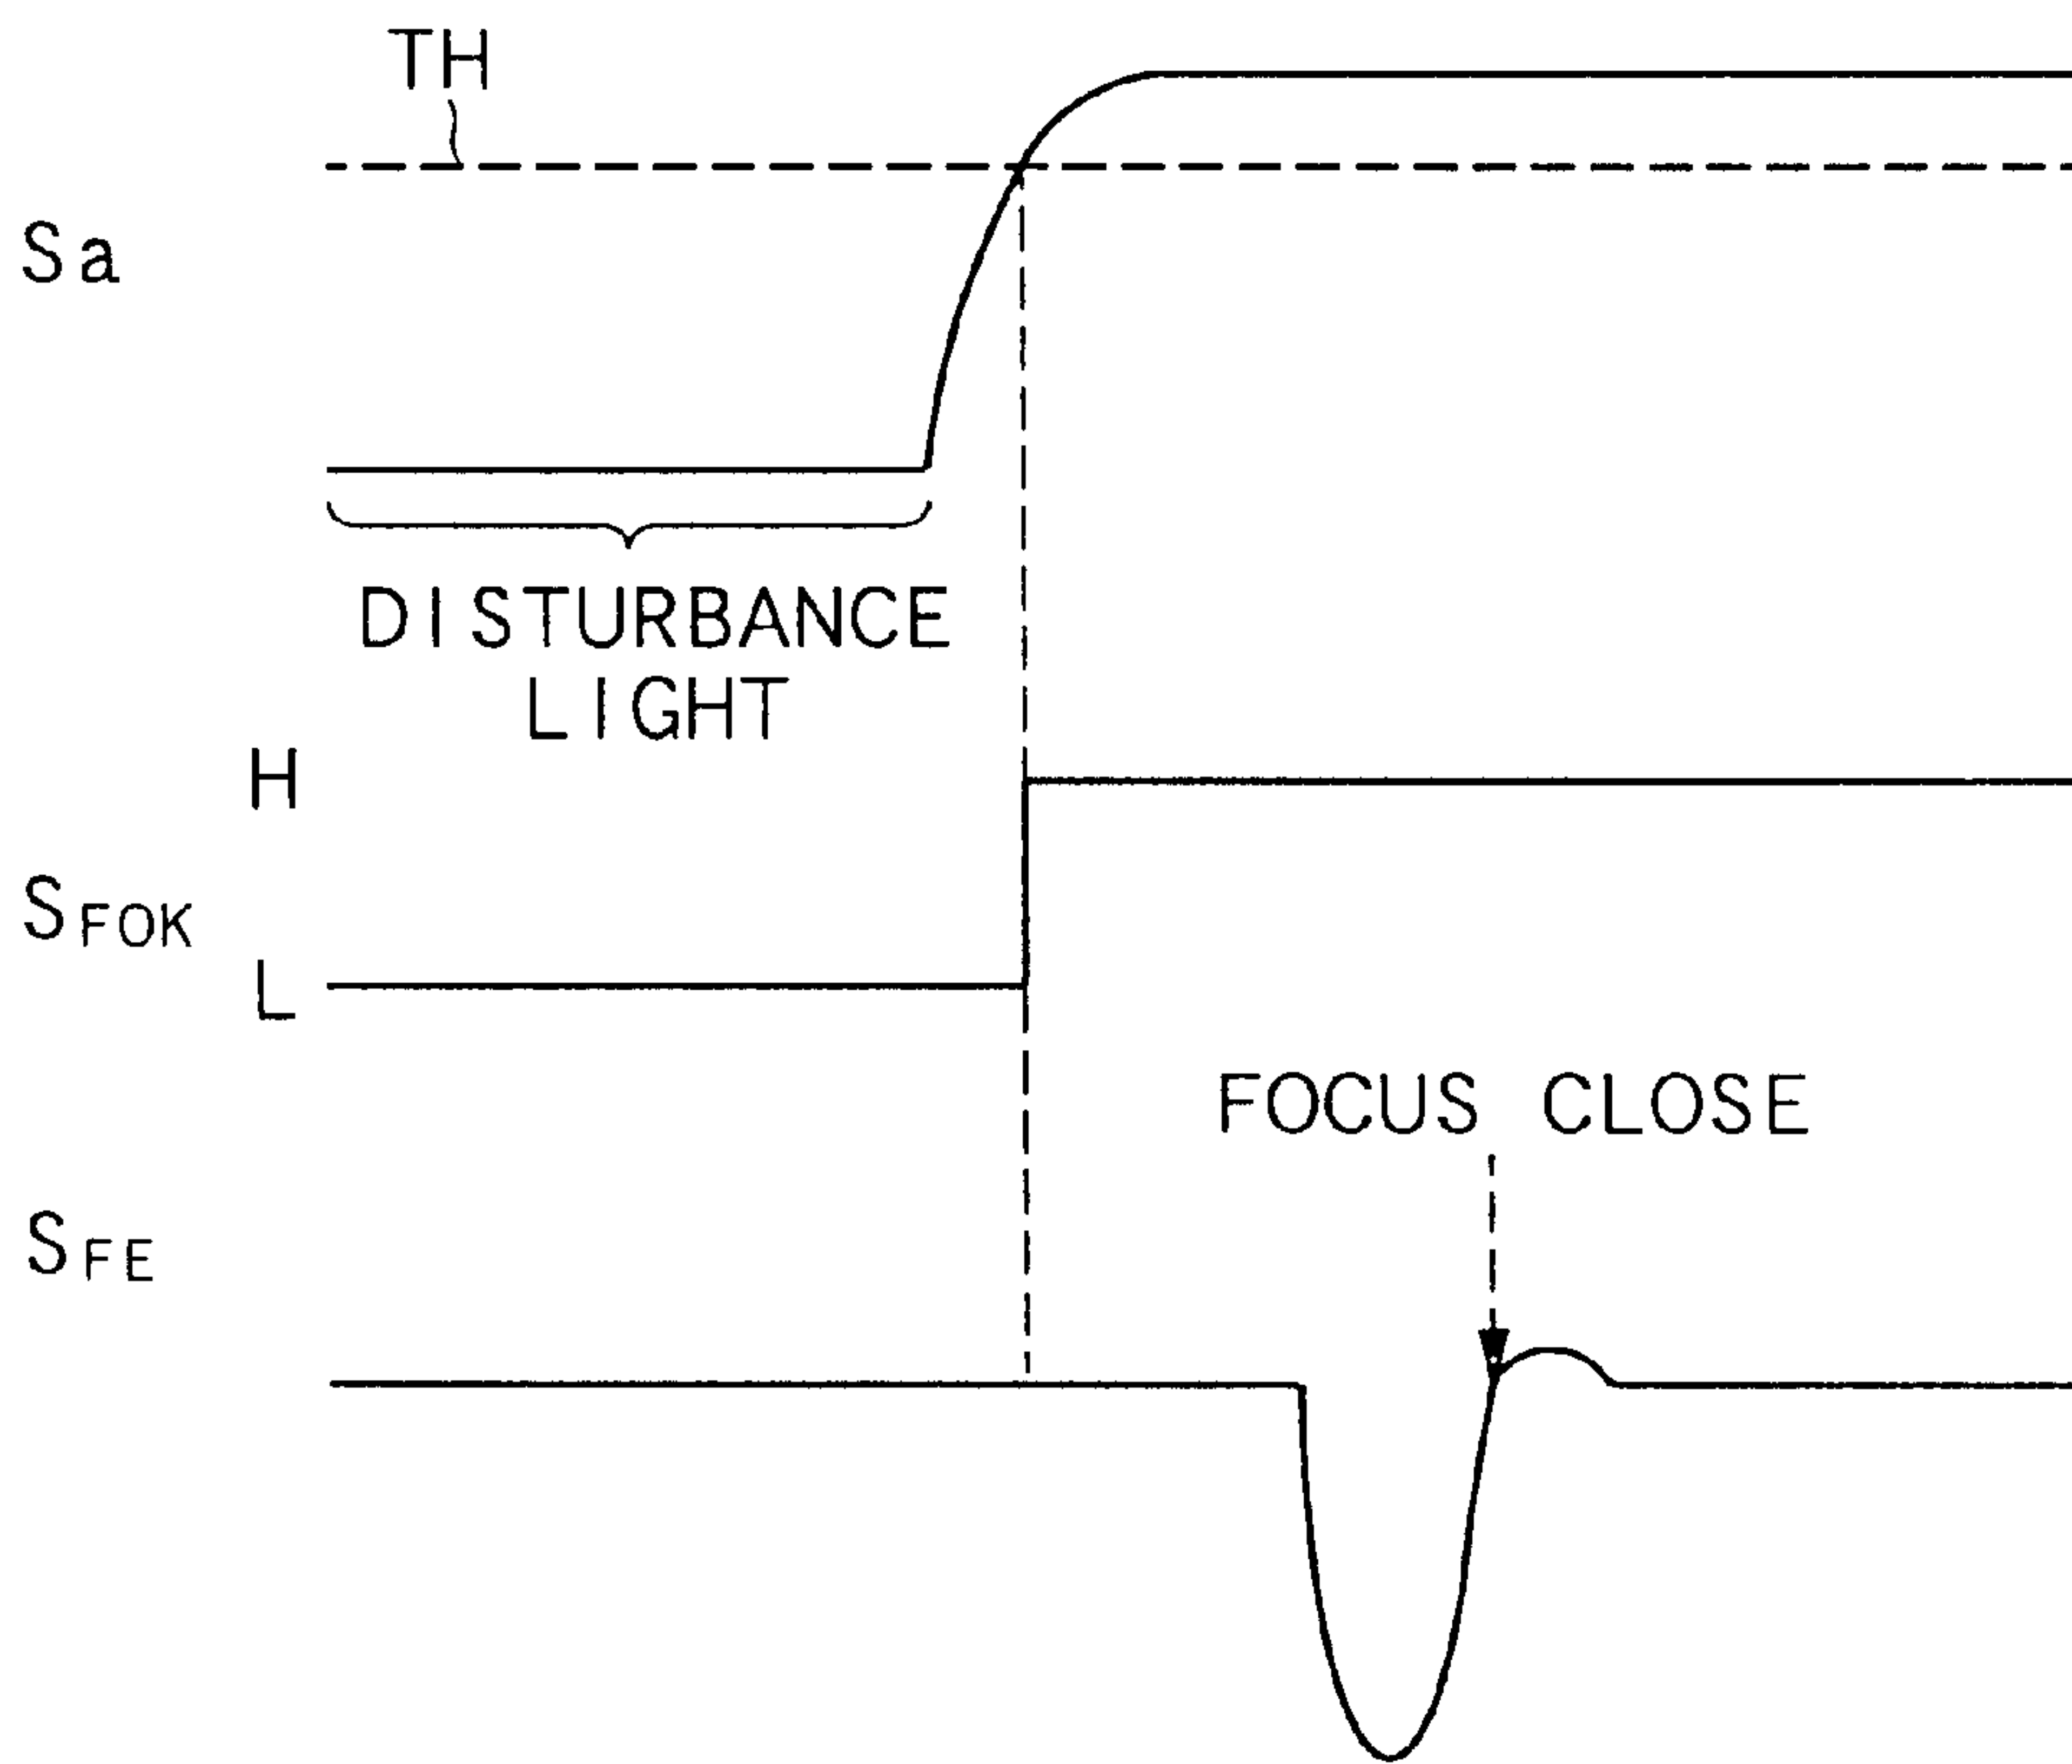 TH
Sa
DISTURBANCE
LIGHT
H
SFOK
L
FOCUS CLOSE
SFE